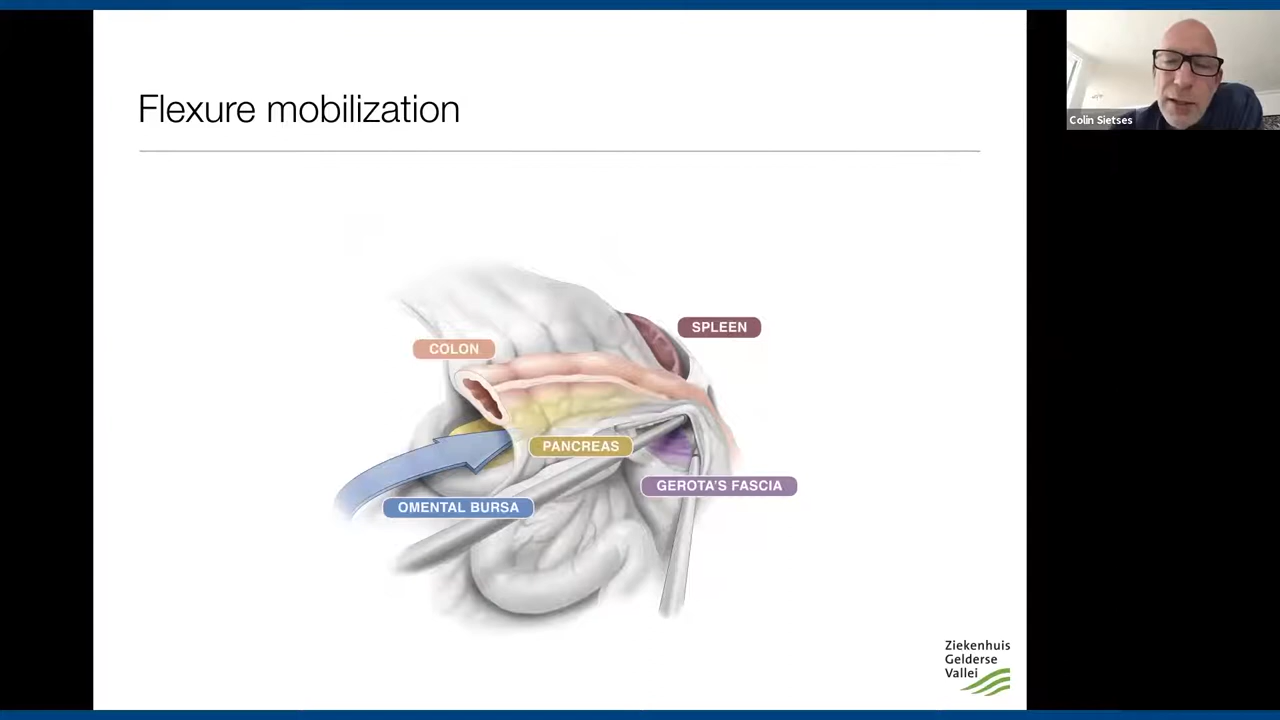 Flexure mobilization
Colin Sietses
SPLEEN
COLON
PANCREAS
GEROTA'S FASCIA
OMENTAL BURSA
Ziekenhuis
Gelderse
Vallei